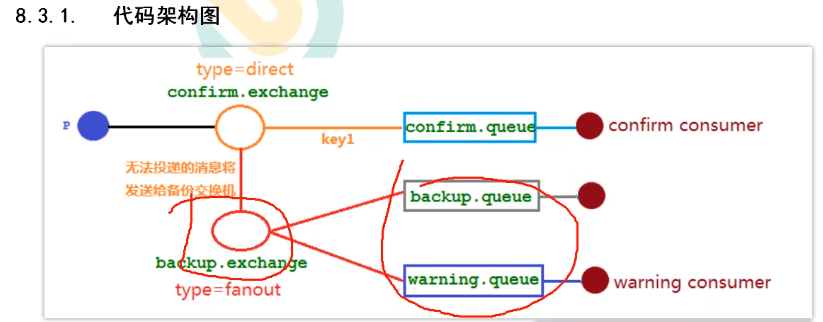 8.3.1. 代码架构图
type=direct
confirm.exchange
P
key1
confirm.queue
confirm consumer
无法投递的消息将
发送给备份交换机
backup.queue
backup.exchange
type=fanout
warning.queue
warning consumer